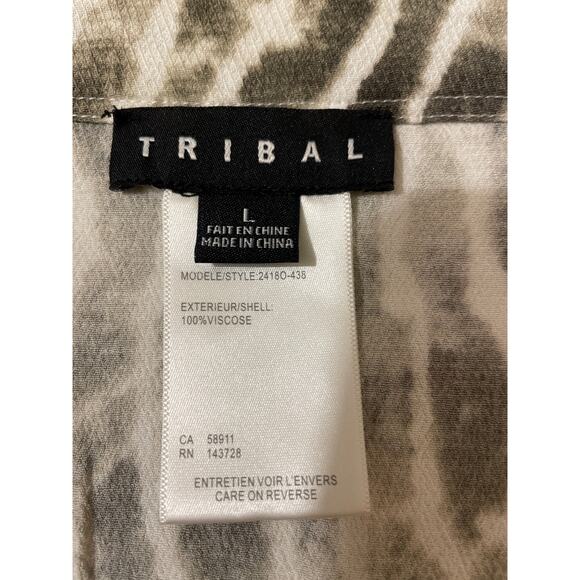 TRIBAL
L
FAIT EN CHINE
MADE IN CHINA
MODELE/STYLE:2418O-438
EXTERIEUR/SHELL:
100%VISCOSE
CA 58911
RN 143728
ENTRETIEN VOIR L'ENVERS
CARE ON REVERSE